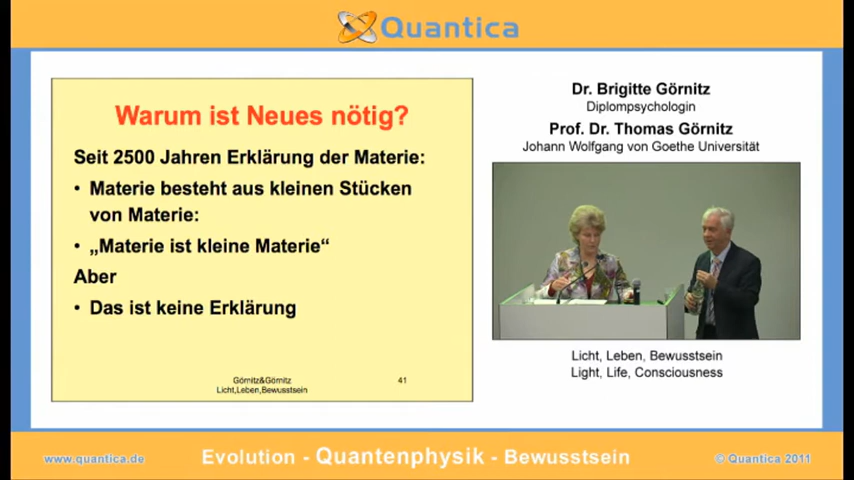 Quantica
Warum ist Neues nötig?
Seit 2500 Jahren Erklärung der Materie:
• Materie besteht aus kleinen Stücken
von Materie:
• „Materie ist kleine Materie“
Aber
• Das ist keine Erklärung
Görnitz&Görnitz
Licht,Leben,Bewusstsein
41
Dr. Brigitte Görnitz
Diplompsychologin
Prof. Dr. Thomas Görnitz
Johann Wolfgang von Goethe Universität
Licht, Leben, Bewusstsein
Light, Life, Consciousness
www.quantica.de
Evolution - Quantenphysik - Bewusstsein
© Quantica 2011